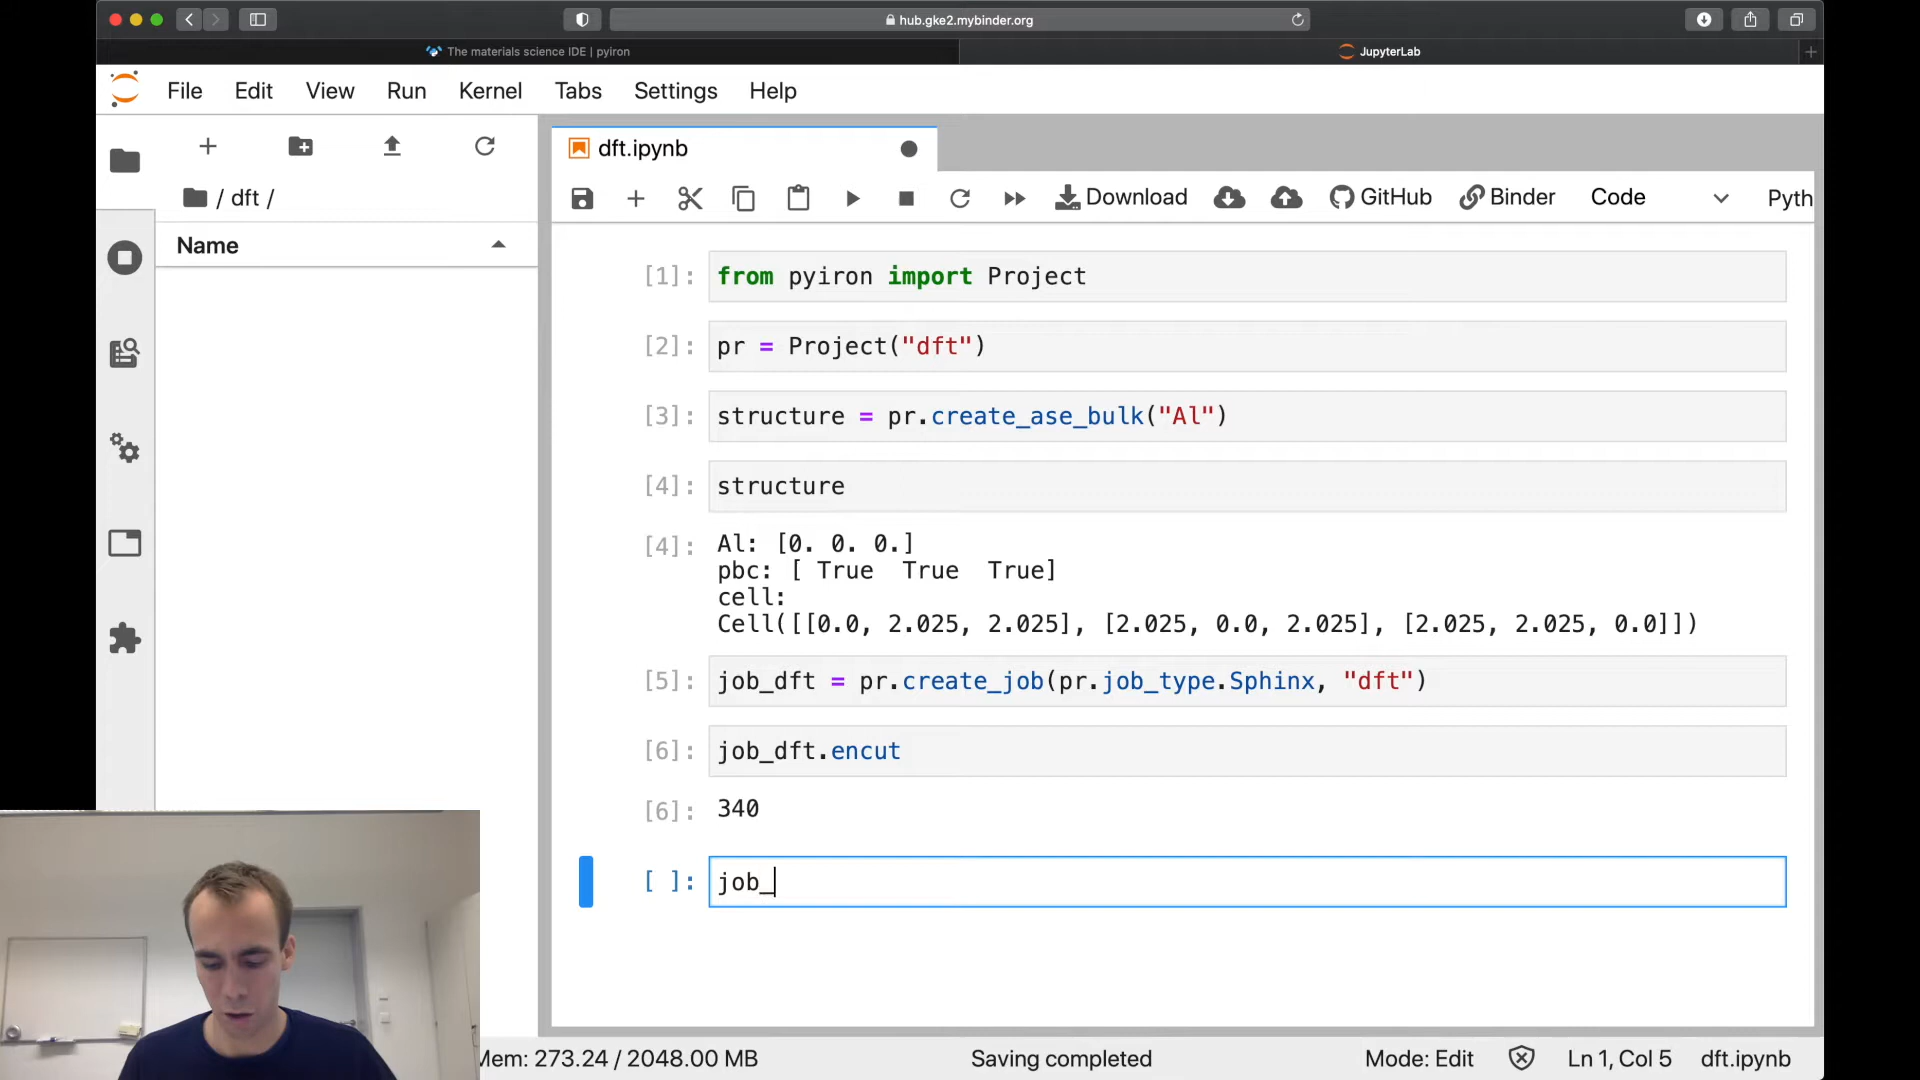 hub.gke2.mybinder.org
The materials science IDE | pyiron
JupyterLab
File Edit View Run Kernel Tabs Settings Help
dft.ipynb
/ dft /
Download GitHub Binder Code Pyth
Name
[1]: from pyiron import Project
[2]: pr = Project("dft")
[3]: structure = pr.create_ase_bulk("Al")
[4]: structure
[4]: Al: [0. 0. 0.]
pbc: [ True  True  True]
cell:
Cell([[0.0, 2.025, 2.025], [2.025, 0.0, 2.025], [2.025, 2.025, 0.0]])
[5]: job_dft = pr.create_job(pr.job_type.Sphinx, "dft")
[6]: job_dft.encut
[6]: 340
[ ]: job_
Mem: 273.24 / 2048.00 MB Saving completed Mode: Edit Ln 1, Col 5 dft.ipynb